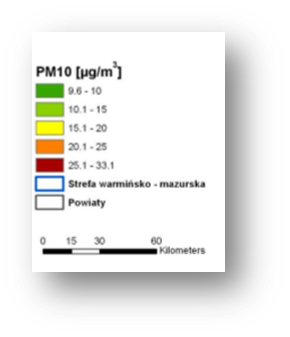 PM10 [µg/m³]
9.6 - 10
10.1 - 15
15.1 - 20
20.1 - 25
25.1 - 33.1
Strefa warmińsko - mazurska
Powiaty
0 15 30 60
Kilometers